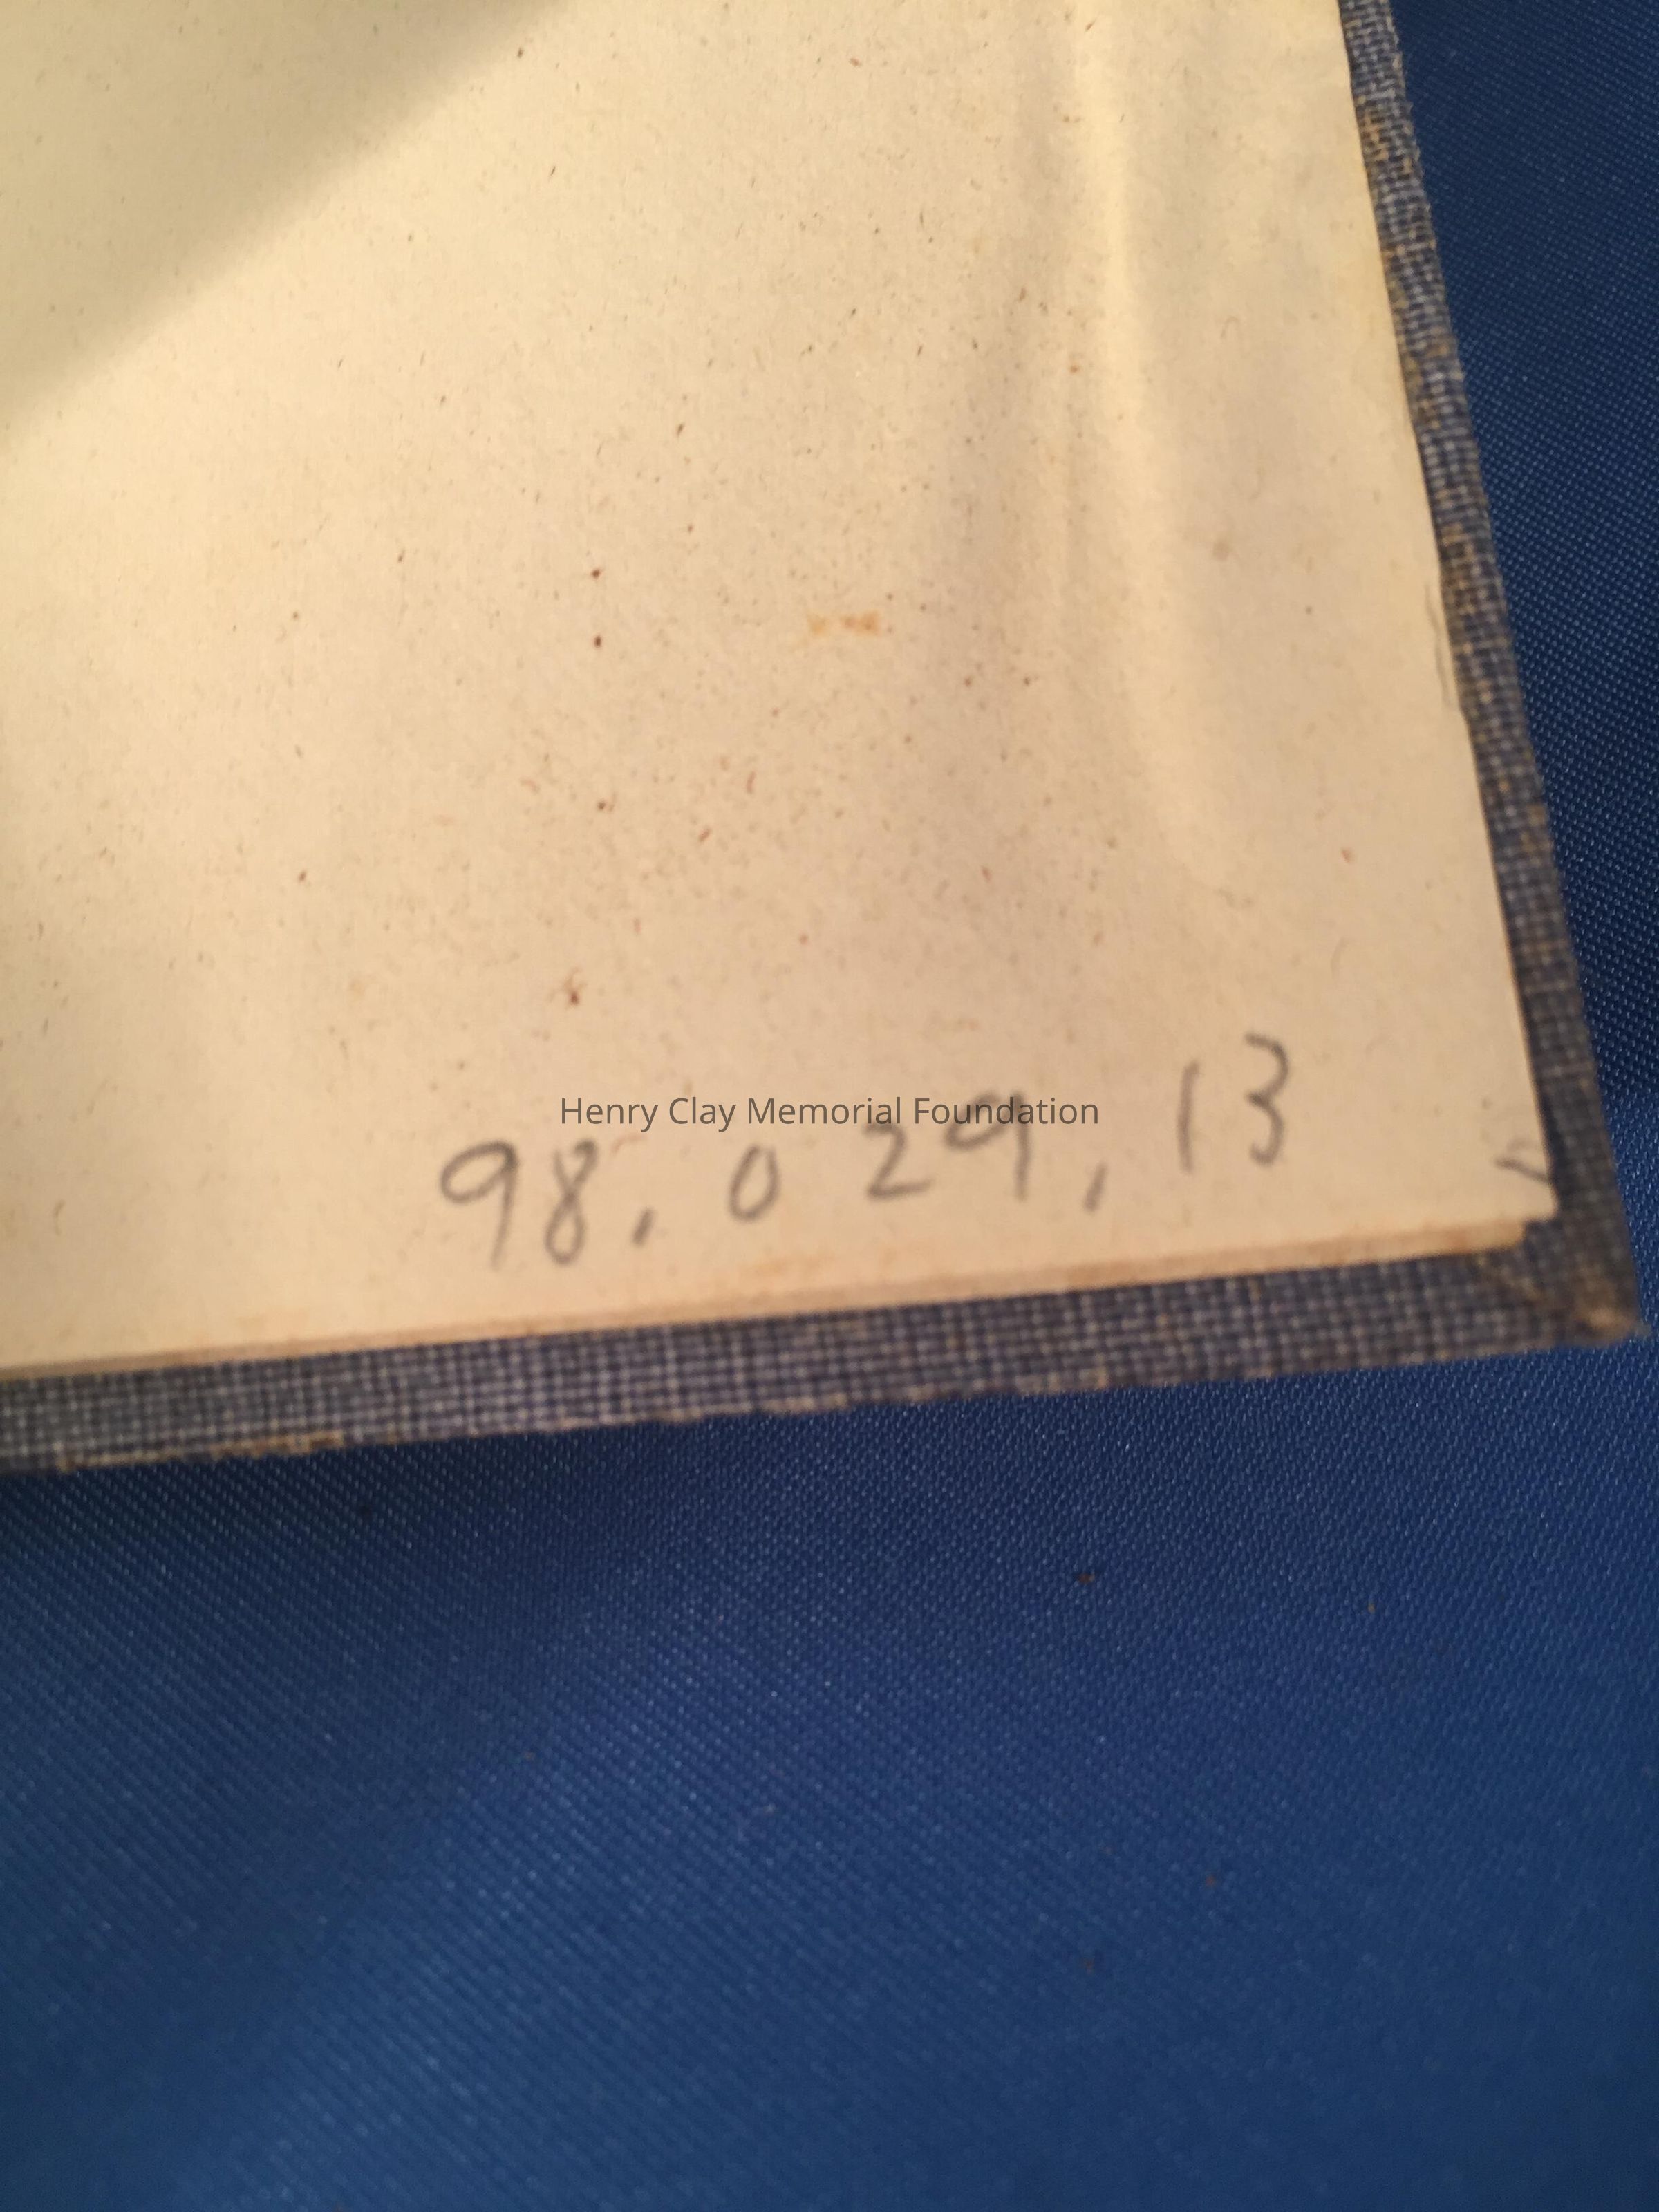 Henry Clay Memorial Foundation
98.029.13